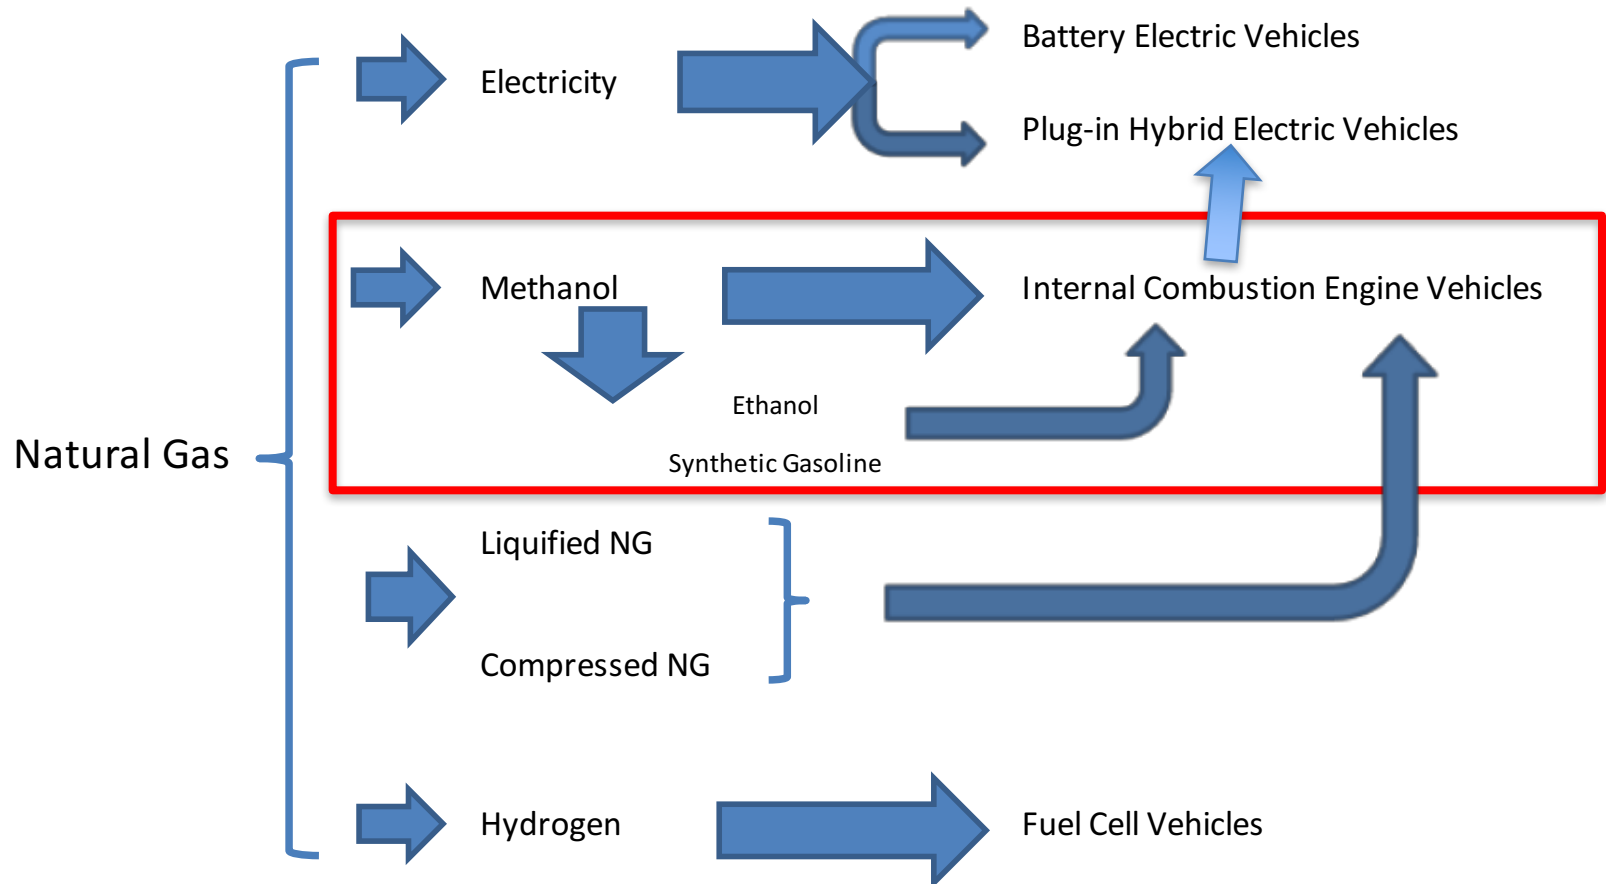 Battery Electric Vehicles
Electricity
Plug-in Hybrid Electric Vehicles
Methanol
Internal Combustion Engine Vehicles
Ethanol
Natural Gas
Synthetic Gasoline
Liquified NG
Compressed NG
Hydrogen
Fuel Cell Vehicles